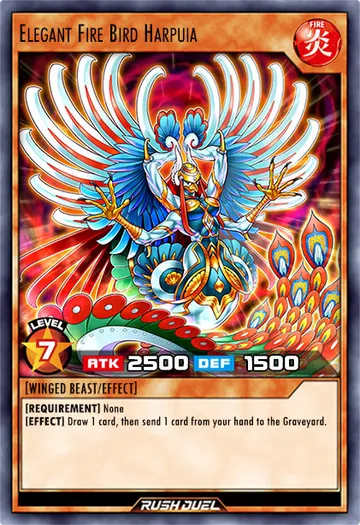 ELEGANT FIRE BIRD HARPUIA
FIRE
炎
LEVEL
7
ATK 2500 DEF 1500
[WINGED BEAST/EFFECT]
[REQUIREMENT] None
[EFFECT] Draw 1 card, then send 1 card from your hand to the Graveyard.
RUSH DUEL